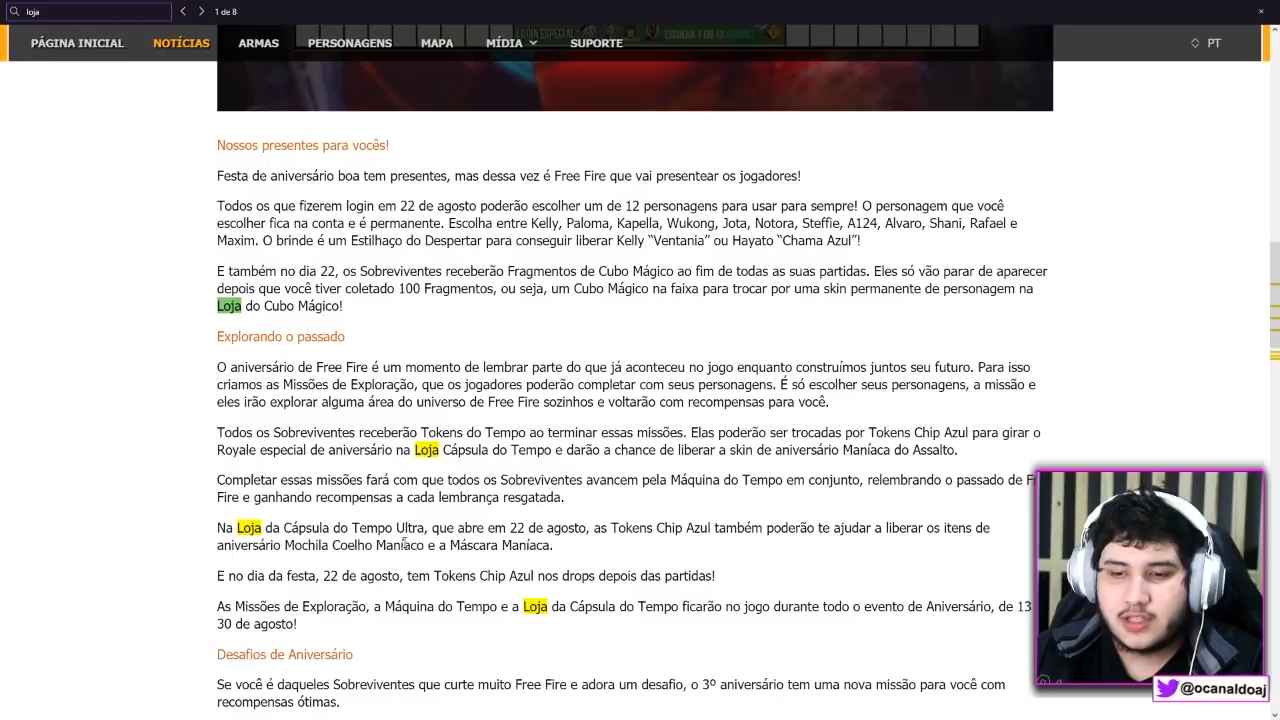 loja
1 de 8
PÁGINA INICIAL NOTÍCIAS ARMAS PERSONAGENS MAPA MÍDIA SUPORTE PT
LOGIN ESPECIAL
ESCOLHA 1 EM 12
Nossos presentes para vocês!
Festa de aniversário boa tem presentes, mas dessa vez é Free Fire que vai presentear os jogadores!
Todos os que fizerem login em 22 de agosto poderão escolher um de 12 personagens para usar para sempre! O personagem que você
escolher fica na conta e é permanente. Escolha entre Kelly, Paloma, Kapella, Wukong, Jota, Notora, Steffie, A124, Alvaro, Shani, Rafael e
Maxim. O brinde é um Estilhaço do Despertar para conseguir liberar Kelly “Ventania” ou Hayato “Chama Azul”!
E também no dia 22, os Sobreviventes receberão Fragmentos de Cubo Mágico ao fim de todas as suas partidas. Eles só vão parar de aparecer
depois que você tiver coletado 100 Fragmentos, ou seja, um Cubo Mágico na faixa para trocar por uma skin permanente de personagem na
Loja do Cubo Mágico!
Explorando o passado
O aniversário de Free Fire é um momento de lembrar parte do que já aconteceu no jogo enquanto construímos juntos seu futuro. Para isso
criamos as Missões de Exploração, que os jogadores poderão completar com seus personagens. É só escolher seus personagens, a missão e
eles irão explorar alguma área do universo de Free Fire sozinhos e voltarão com recompensas para você.
Todos os Sobreviventes receberão Tokens do Tempo ao terminar essas missões. Elas poderão ser trocadas por Tokens Chip Azul para girar o
Royale especial de aniversário na Loja Cápsula do Tempo e darão a chance de liberar a skin de aniversário Maníaca do Assalto.
Completar essas missões fará com que todos os Sobreviventes avancem pela Máquina do Tempo em conjunto, relembrando o passado de
Fire e ganhando recompensas a cada lembrança resgatada.
Na Loja da Cápsula do Tempo Ultra, que abre em 22 de agosto, as Tokens Chip Azul também poderão te ajudar a liberar os itens de
aniversário Mochila Coelho Maníaco e a Máscara Maníaca.
E no dia da festa, 22 de agosto, tem Tokens Chip Azul nos drops depois das partidas!
As Missões de Exploração, a Máquina do Tempo e a Loja da Cápsula do Tempo ficarão no jogo durante todo o evento de Aniversário, de 13
30 de agosto!
Desafios de Aniversário
Se você é daqueles Sobreviventes que curte muito Free Fire e adora um desafio, o 3º aniversário tem uma nova missão para você com
recompensas ótimas.
@ocanaldoaj